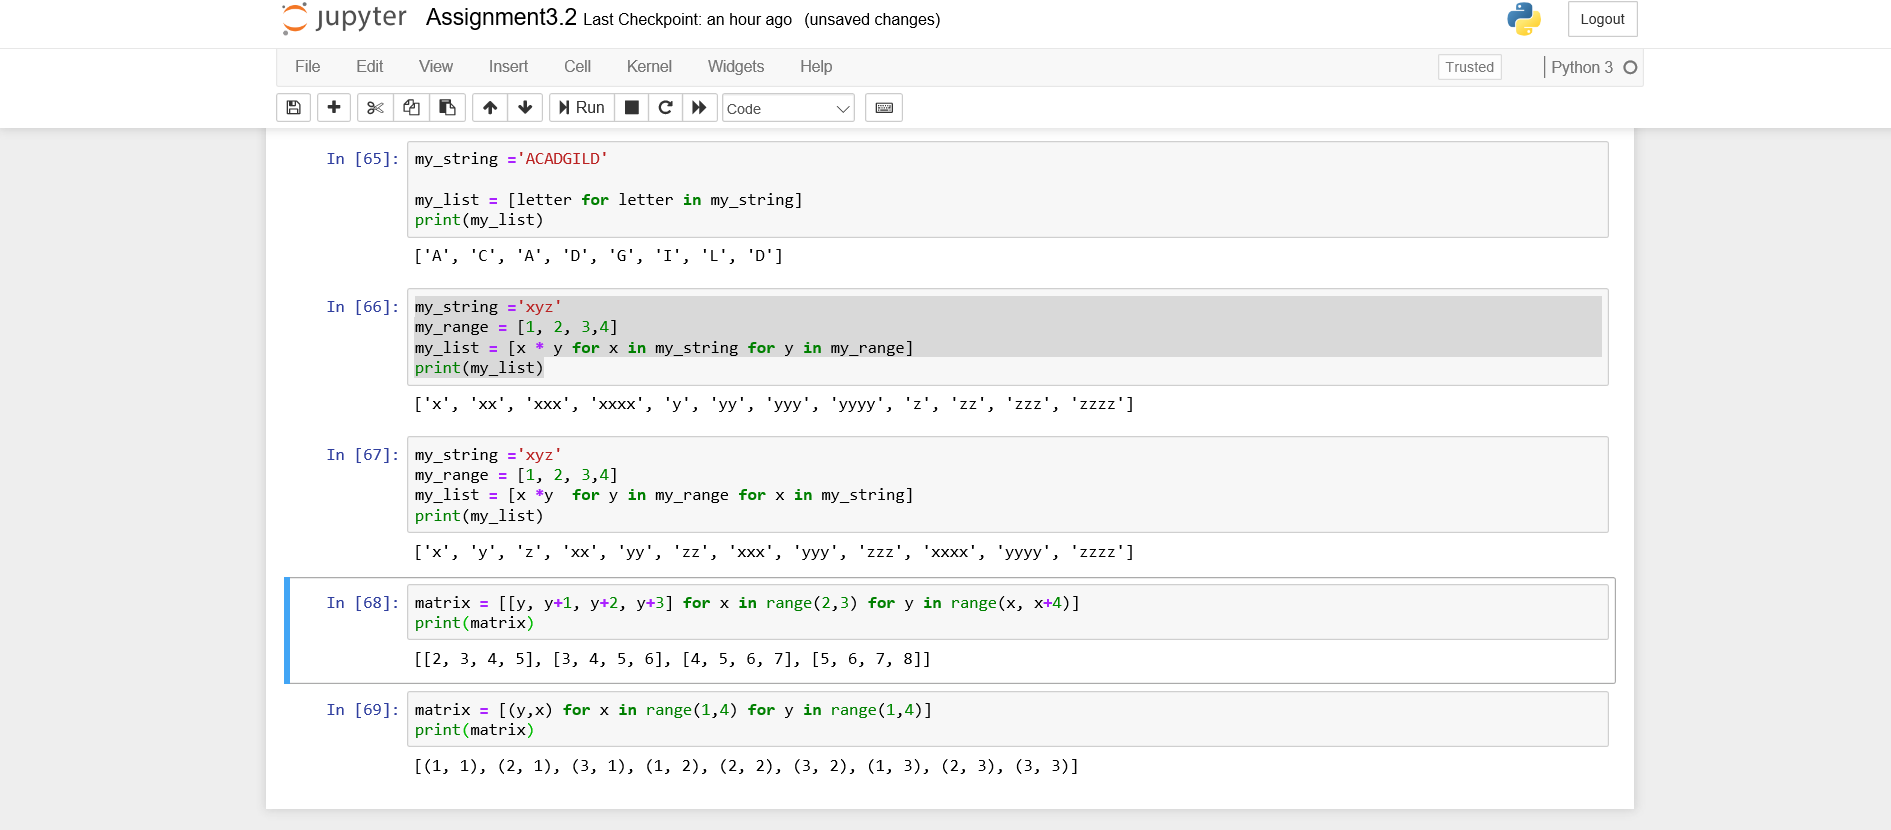 jupyter Assignment3.2 Last Checkpoint: an hour ago (unsaved changes) Logout
File Edit View Insert Cell Kernel Widgets Help Trusted Python 3
Run Code
In [65]: my_string ='ACADGILD'
my_list = [letter for letter in my_string]
print(my_list)
['A', 'C', 'A', 'D', 'G', 'I', 'L', 'D']
In [66]: my_string ='xyz'
my_range = [1, 2, 3,4]
my_list = [x * y for x in my_string for y in my_range]
print(my_list)
['x', 'xx', 'xxx', 'xxxx', 'y', 'yy', 'yyy', 'yyyy', 'z', 'zz', 'zzz', 'zzzz']
In [67]: my_string ='xyz'
my_range = [1, 2, 3,4]
my_list = [x *y  for y in my_range for x in my_string]
print(my_list)
['x', 'y', 'z', 'xx', 'yy', 'zz', 'xxx', 'yyy', 'zzz', 'xxxx', 'yyyy', 'zzzz']
In [68]: matrix = [[y, y+1, y+2, y+3] for x in range(2,3) for y in range(x, x+4)]
print(matrix)
[[2, 3, 4, 5], [3, 4, 5, 6], [4, 5, 6, 7], [5, 6, 7, 8]]
In [69]: matrix = [(y,x) for x in range(1,4) for y in range(1,4)]
print(matrix)
[(1, 1), (2, 1), (3, 1), (1, 2), (2, 2), (3, 2), (1, 3), (2, 3), (3, 3)]